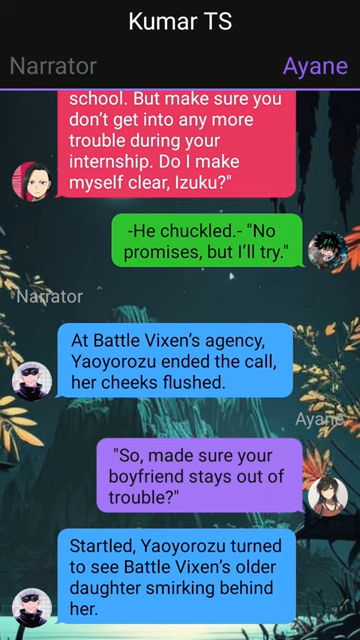 Kumar TS
Narrator
Ayane
school. But make sure you
don’t get into any more
trouble during your
internship. Do I make
myself clear, Izuku?"
-He chuckled.- "No
promises, but I’ll try."
Narrator
At Battle Vixen’s agency,
Yaoyorozu ended the call,
her cheeks flushed.
Ayane
"So, made sure your
boyfriend stays out of
trouble?"
Startled, Yaoyorozu turned
to see Battle Vixen’s older
daughter smirking behind
her.